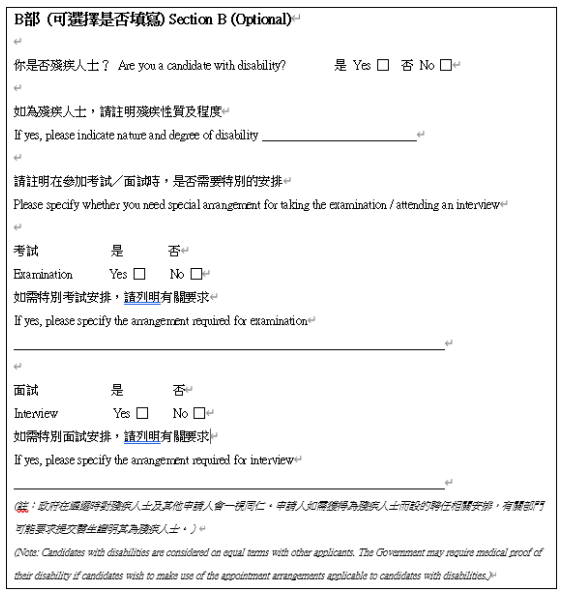 B部 (可選擇是否填寫) Section B (Optional)
你是否殘疾人士？ Are you a candidate with disability? 是 Yes □ 否 No □
如為殘疾人士，請註明殘疾性質及程度
If yes, please indicate nature and degree of disability ________________________
請註明在參加考試／面試時，是否需要特別的安排
Please specify whether you need special arrangement for taking the examination / attending an interview
考試 是 否
Examination Yes □ No □
如需特別考試安排，請列明有關要求
If yes, please specify the arrangement required for examination
面試 是 否
Interview Yes □ No □
如需特別面試安排，請列明有關要求
If yes, please specify the arrangement required for interview
(註：政府在遴選時對殘疾人士及其他申請人會一視同仁。申請人如需獲得為殘疾人士而設的聘任相關安排，有關部門
可能要求提交醫生證明其為殘疾人士。)
(Note: Candidates with disabilities are considered on equal terms with other applicants. The Government may require medical proof of
their disability if candidates wish to make use of the appointment arrangements applicable to candidates with disabilities.)